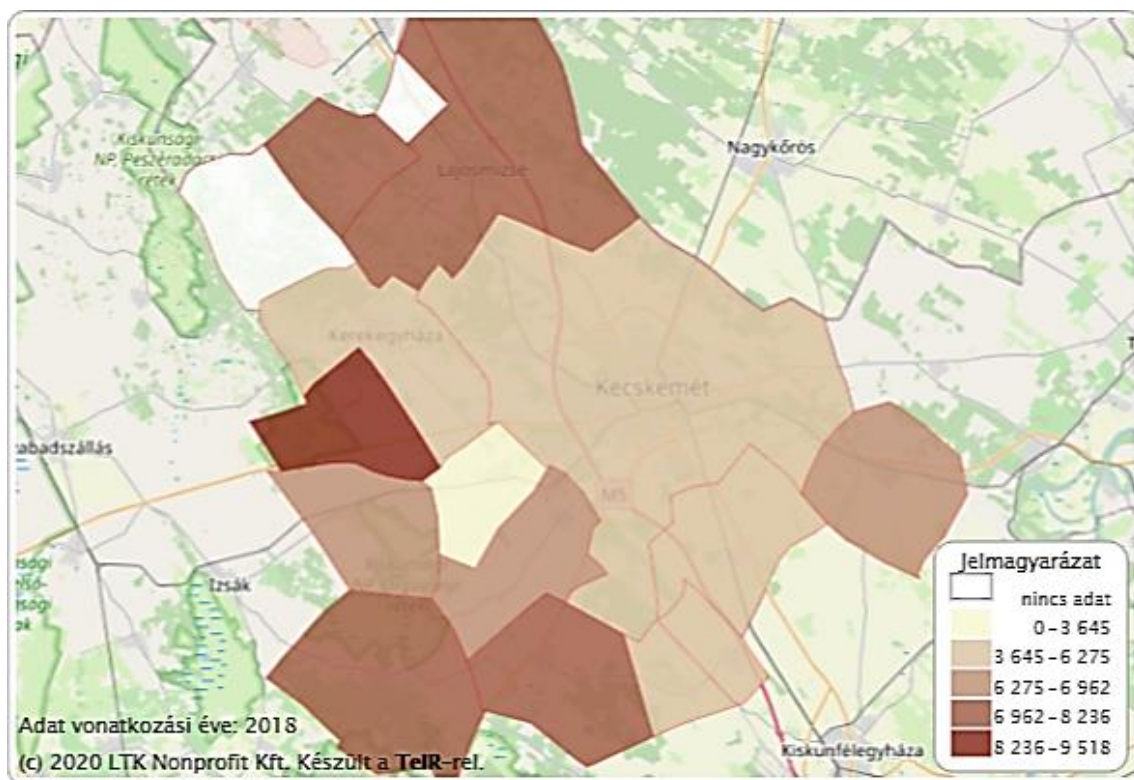 Kiskunsági
NP, Peszéradacsi
rétek
Nagykőrös
Lajosmizse
Kerekegyháza
Kecskemét
abadszállás
M5
Izsák
Kiskunfélegyháza
Jelmagyarázat
nincs adat
0-3 645
3 645-6 275
6 275-6 962
6 962-8 236
8 236-9 518
Adat vonatkozási éve: 2018
(c) 2020 LTK Nonprofit Kft. Készült a TeIR-rel.